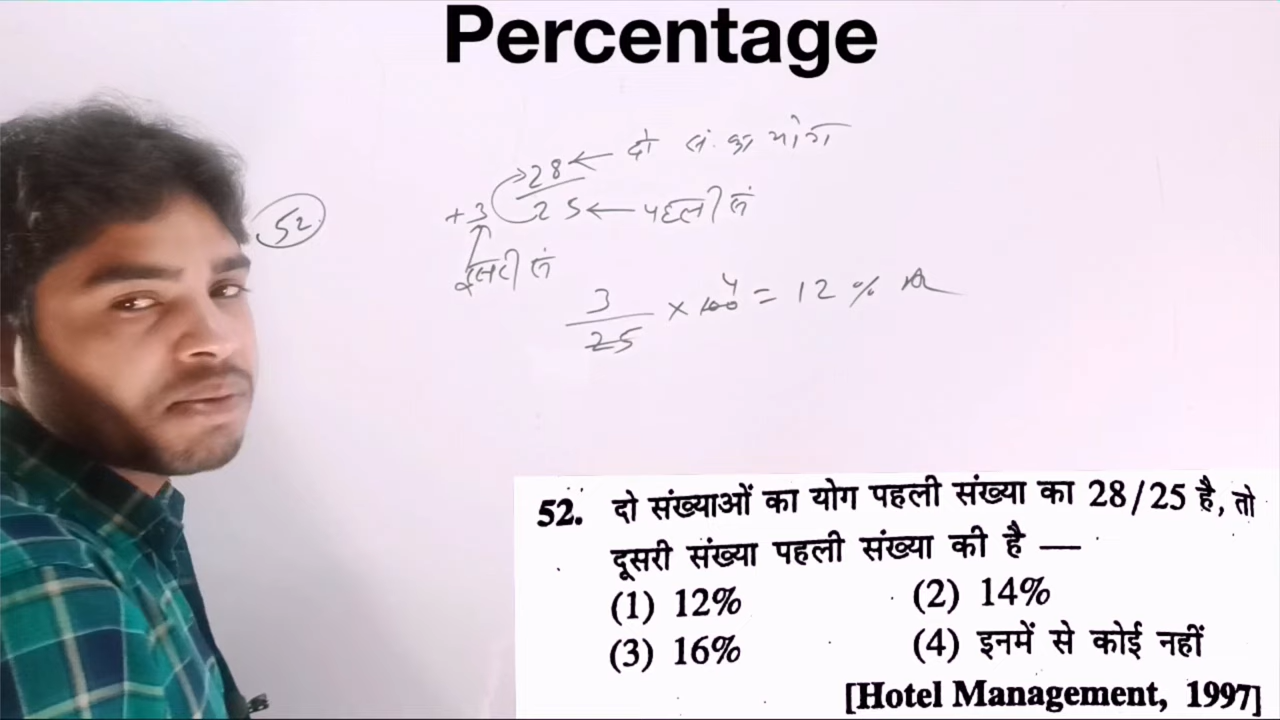 Percentage
52
28 ← दो सं. का योग
+3 25 ← पहली सं
दूसरी सं
3/25 × 100 4 = 12 %
52. दो संख्याओं का योग पहली संख्या का 28/25 है, तो
दूसरी संख्या पहली संख्या की है —
(1) 12% (2) 14%
(3) 16% (4) इनमें से कोई नहीं
[Hotel Management, 1997]